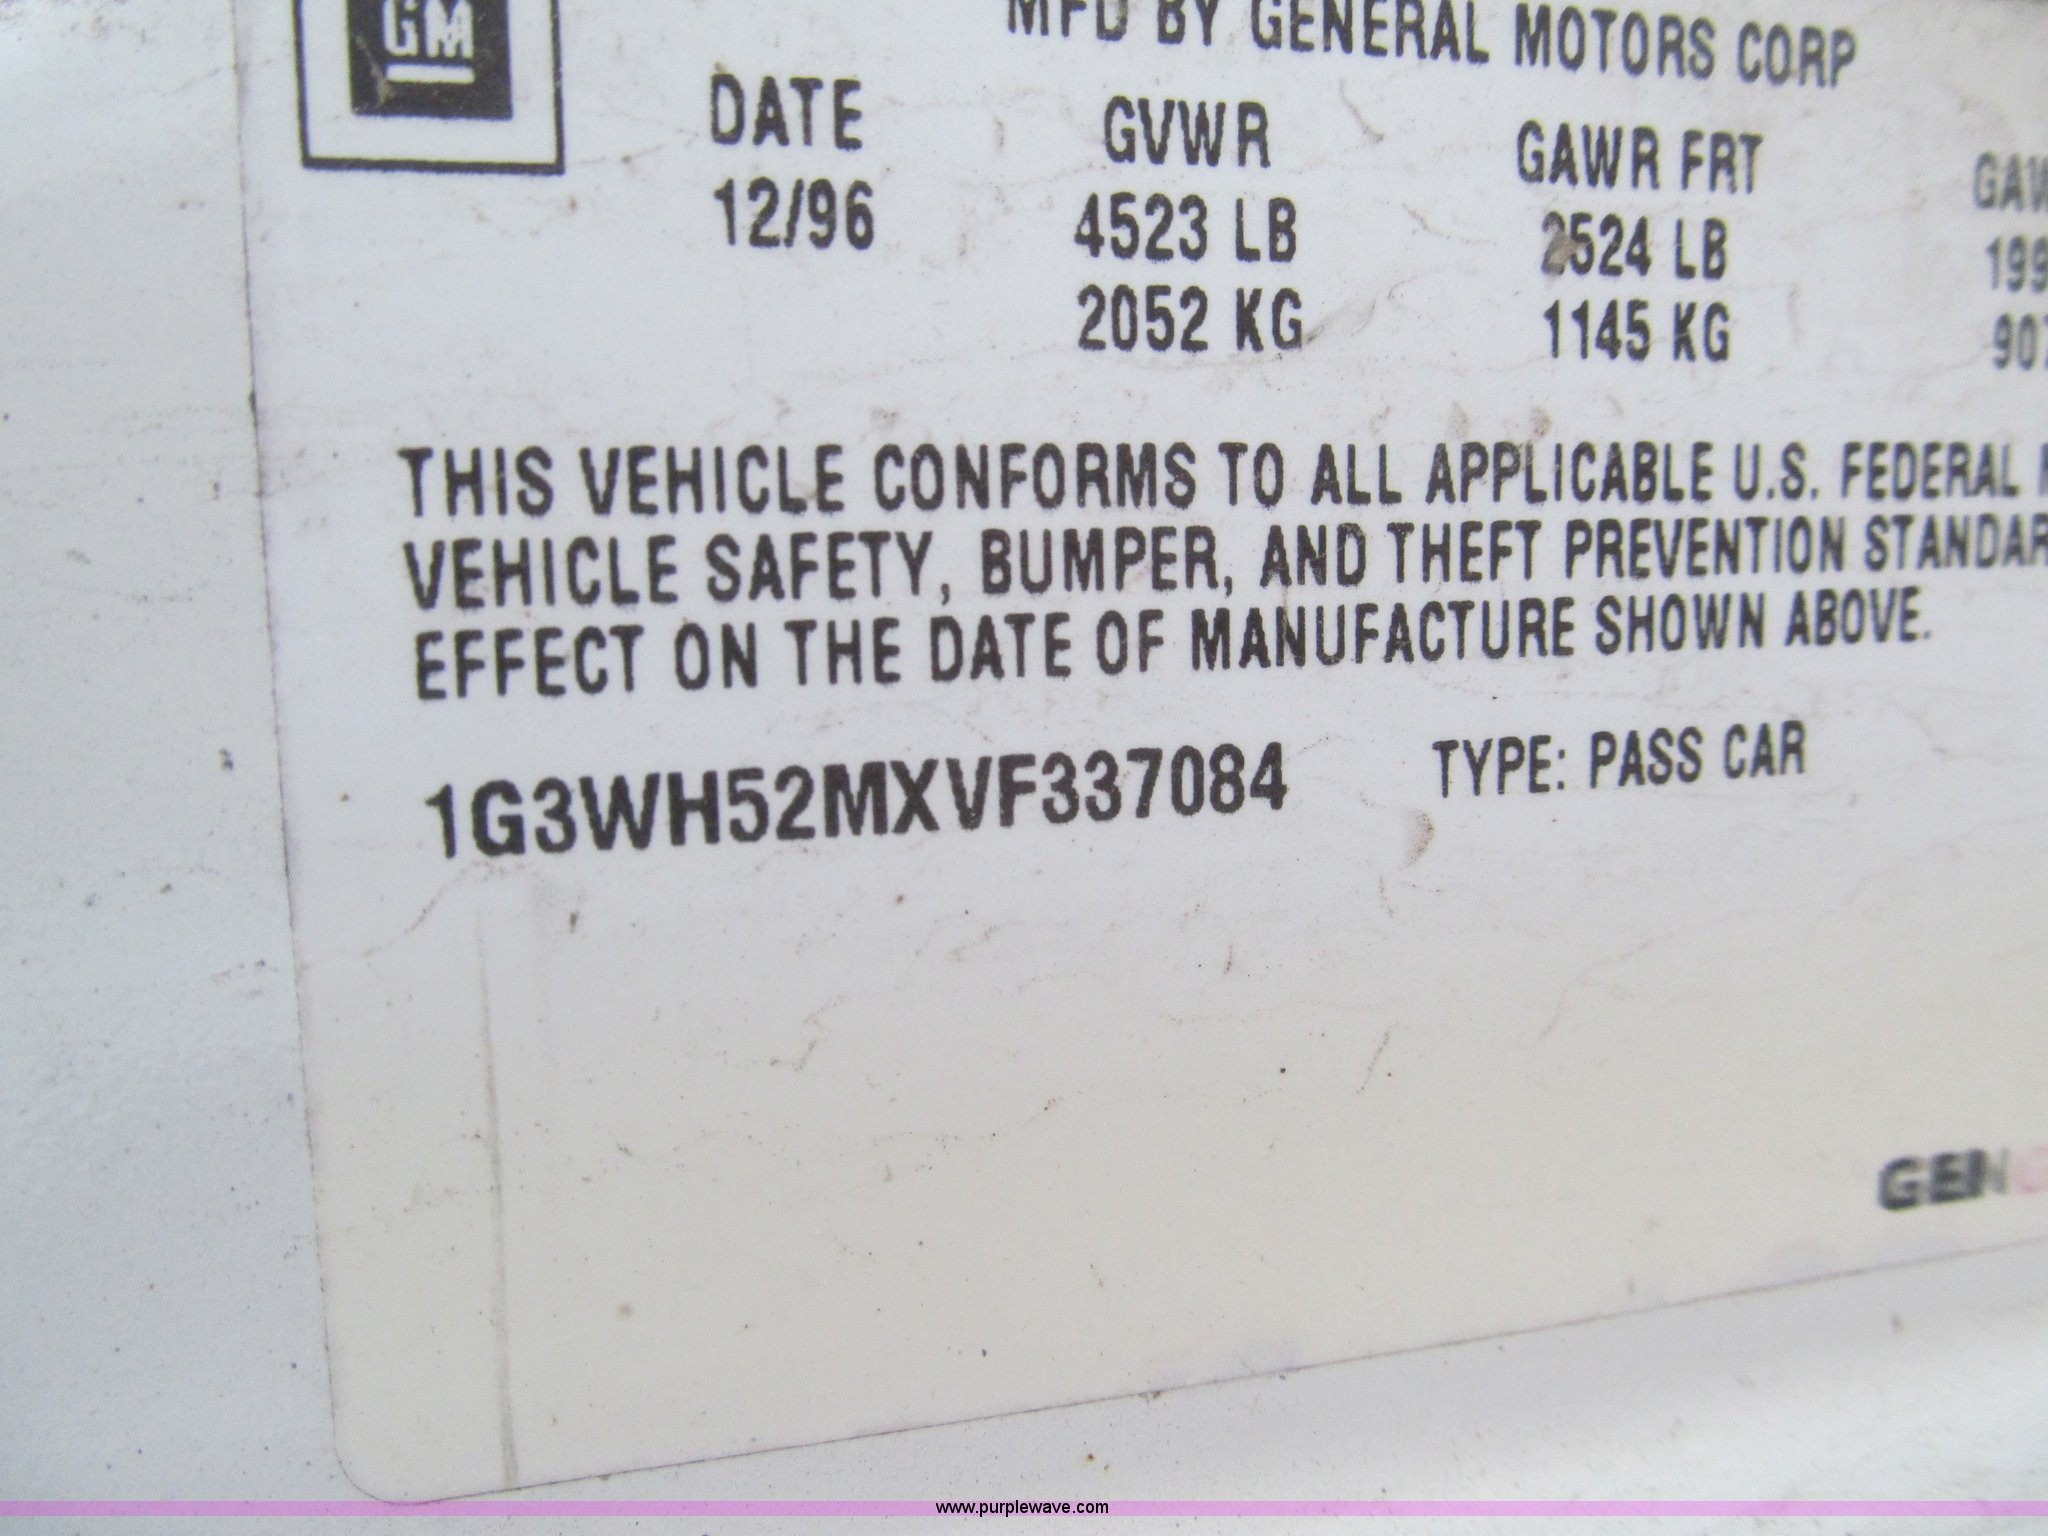 GM
MFD BY GENERAL MOTORS CORP
DATE GVWR GAWR FRT
12/96 4523 LB 2524 LB
2052 KG 1145 KG
THIS VEHICLE CONFORMS TO ALL APPLICABLE U.S. FEDERAL
VEHICLE SAFETY, BUMPER, AND THEFT PREVENTION STANDAR
EFFECT ON THE DATE OF MANUFACTURE SHOWN ABOVE.
1G3WH52MXVF337084 TYPE: PASS CAR
www.purplewave.com